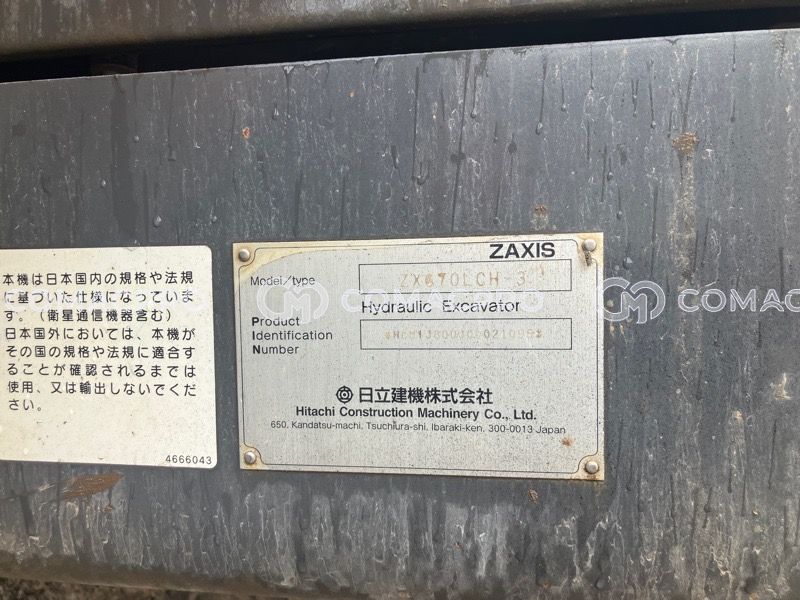 本機は日本国内の規格や法規
に基づいた仕様になっていま
す。(衛星通信機器含む)
日本国外においては、本機が
その国の規格や法規に適合す
ることが確認されるまでは
使用、又は輸出しないでくだ
さい。
4666043
ZAXIS
Model/type
ZX670LCH-3
Hydraulic Excavator
Product
Identification
Number
日立建機株式会社
Hitachi Construction Machinery Co., Ltd.
650, Kandatsu-machi, Tsuchiura-shi, Ibaraki-ken, 300-0013 Japan